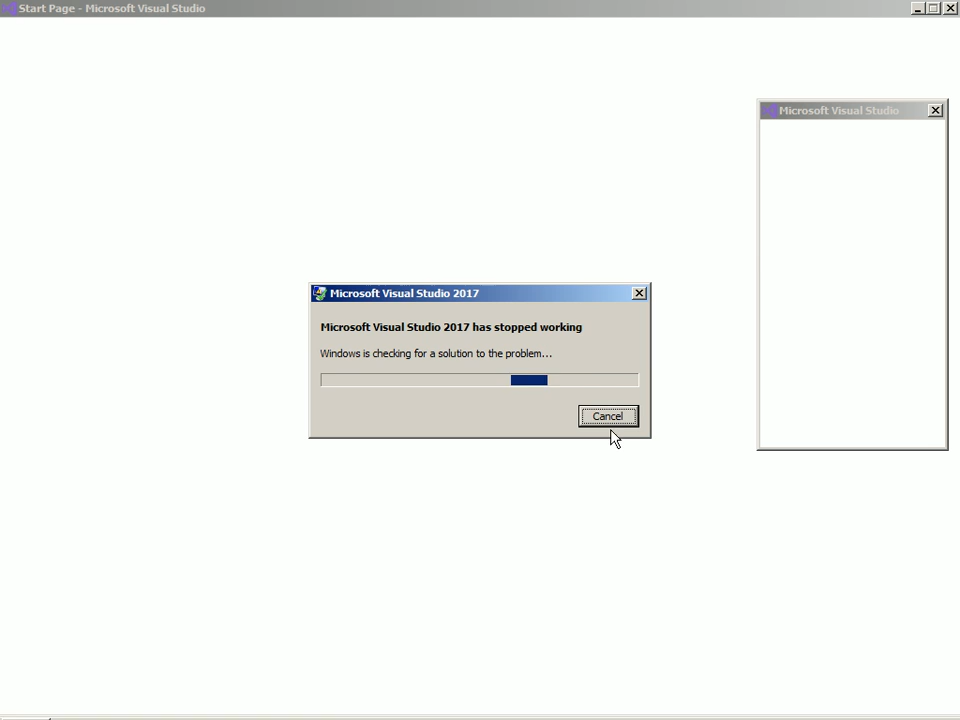 Start Page - Microsoft Visual Studio
Microsoft Visual Studio
Microsoft Visual Studio 2017
Microsoft Visual Studio 2017 has stopped working
Windows is checking for a solution to the problem...
Cancel